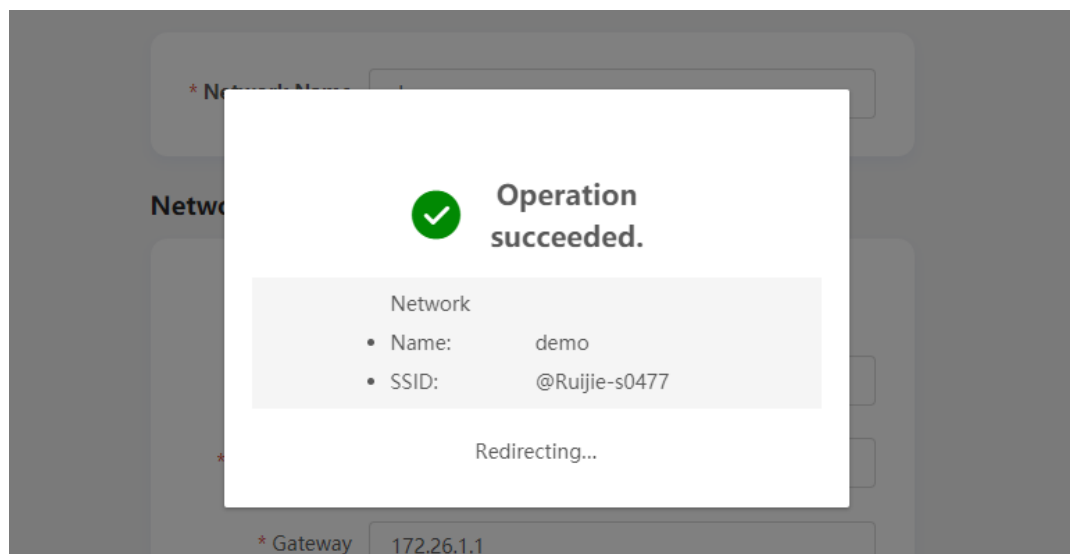 Operation
succeeded.
Network
• Name: demo
• SSID: @Ruijie-s0477
Redirecting...
* Gateway 172.26.1.1